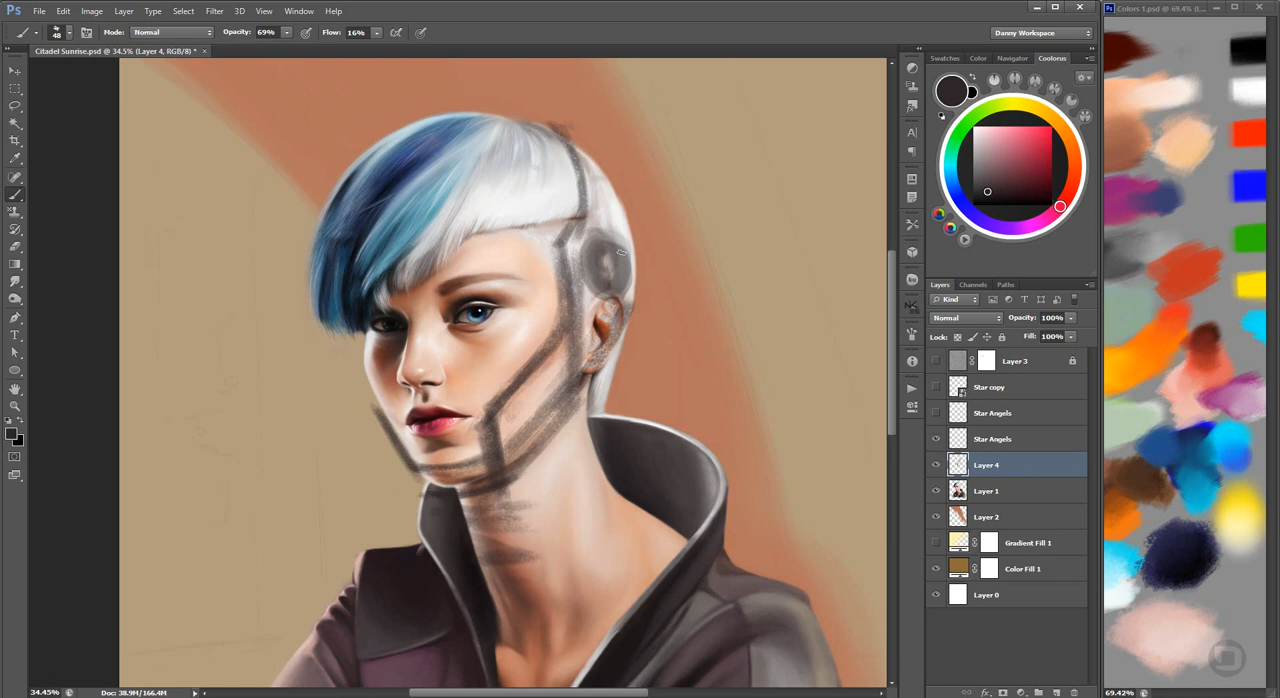 Ps File Edit Image Layer Type Select Filter 3D View Window Help
Ps Colors 1.psd @ 69.4% ...
48 Mode: Normal Opacity: 69% Flow: 16% Danny Workspace
Citadel Sunrise.psd @ 34.5% (Layer 4, RGB/8) * ×
Swatches Color Navigator Coolorus
Layers Channels Paths
Kind
Normal Opacity: 100%
Lock: Fill: 100%
Layer 3
Star copy
Star Angels
Star Angels
Layer 4
Layer 1
Layer 2
Gradient Fill 1
Color Fill 1
Layer 0
34.45% Doc: 38.9M/166.4M
fx
69.42%